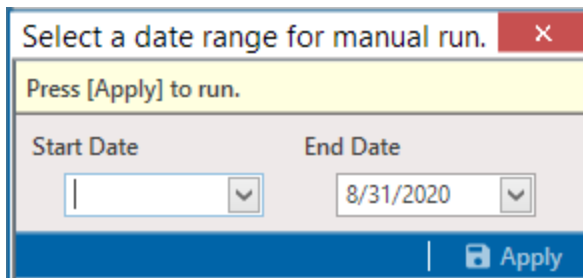 Select a date range for manual run.
Press [Apply] to run.
Start Date End Date
8/31/2020
Apply